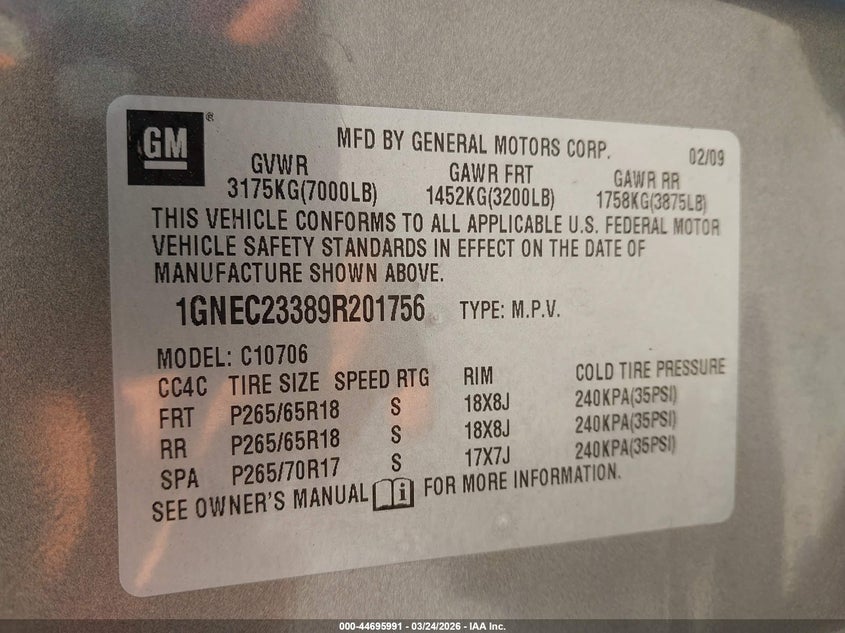 GM ®
MFD BY GENERAL MOTORS CORP. 02/09
GVWR GAWR FRT GAWR RR
3175KG(7000LB) 1452KG(3200LB) 1758KG(3875LB)
THIS VEHICLE CONFORMS TO ALL APPLICABLE U.S. FEDERAL MOTOR
VEHICLE SAFETY STANDARDS IN EFFECT ON THE DATE OF
MANUFACTURE SHOWN ABOVE.
1GNEC23389R201756 TYPE: M.P.V.
MODEL: C10706
CC4C TIRE SIZE SPEED RTG RIM COLD TIRE PRESSURE
FRT P265/65R18 S 18X8J 240KPA(35PSI)
RR P265/65R18 S 18X8J 240KPA(35PSI)
SPA P265/70R17 S 17X7J 240KPA(35PSI)
SEE OWNER'S MANUAL i FOR MORE INFORMATION.
000-44695991 - 03/24/2026 - IAA Inc.